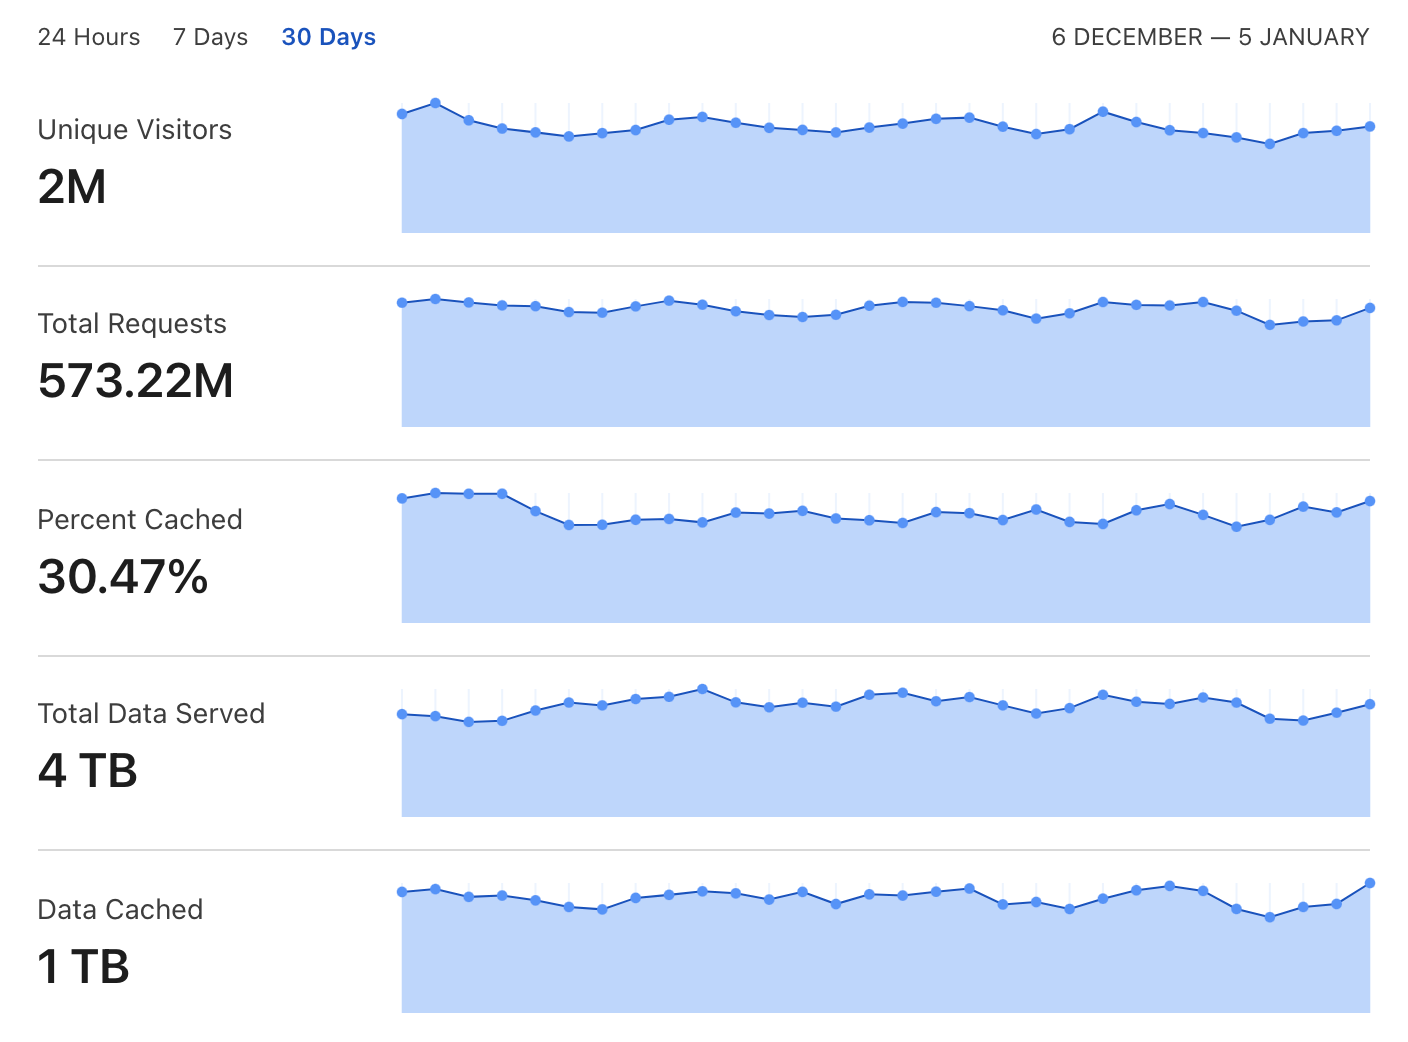 24 Hours 7 Days 30 Days 6 DECEMBER — 5 JANUARY
Unique Visitors
2M
Total Requests
573.22M
Percent Cached
30.47%
Total Data Served
4 TB
Data Cached
1 TB